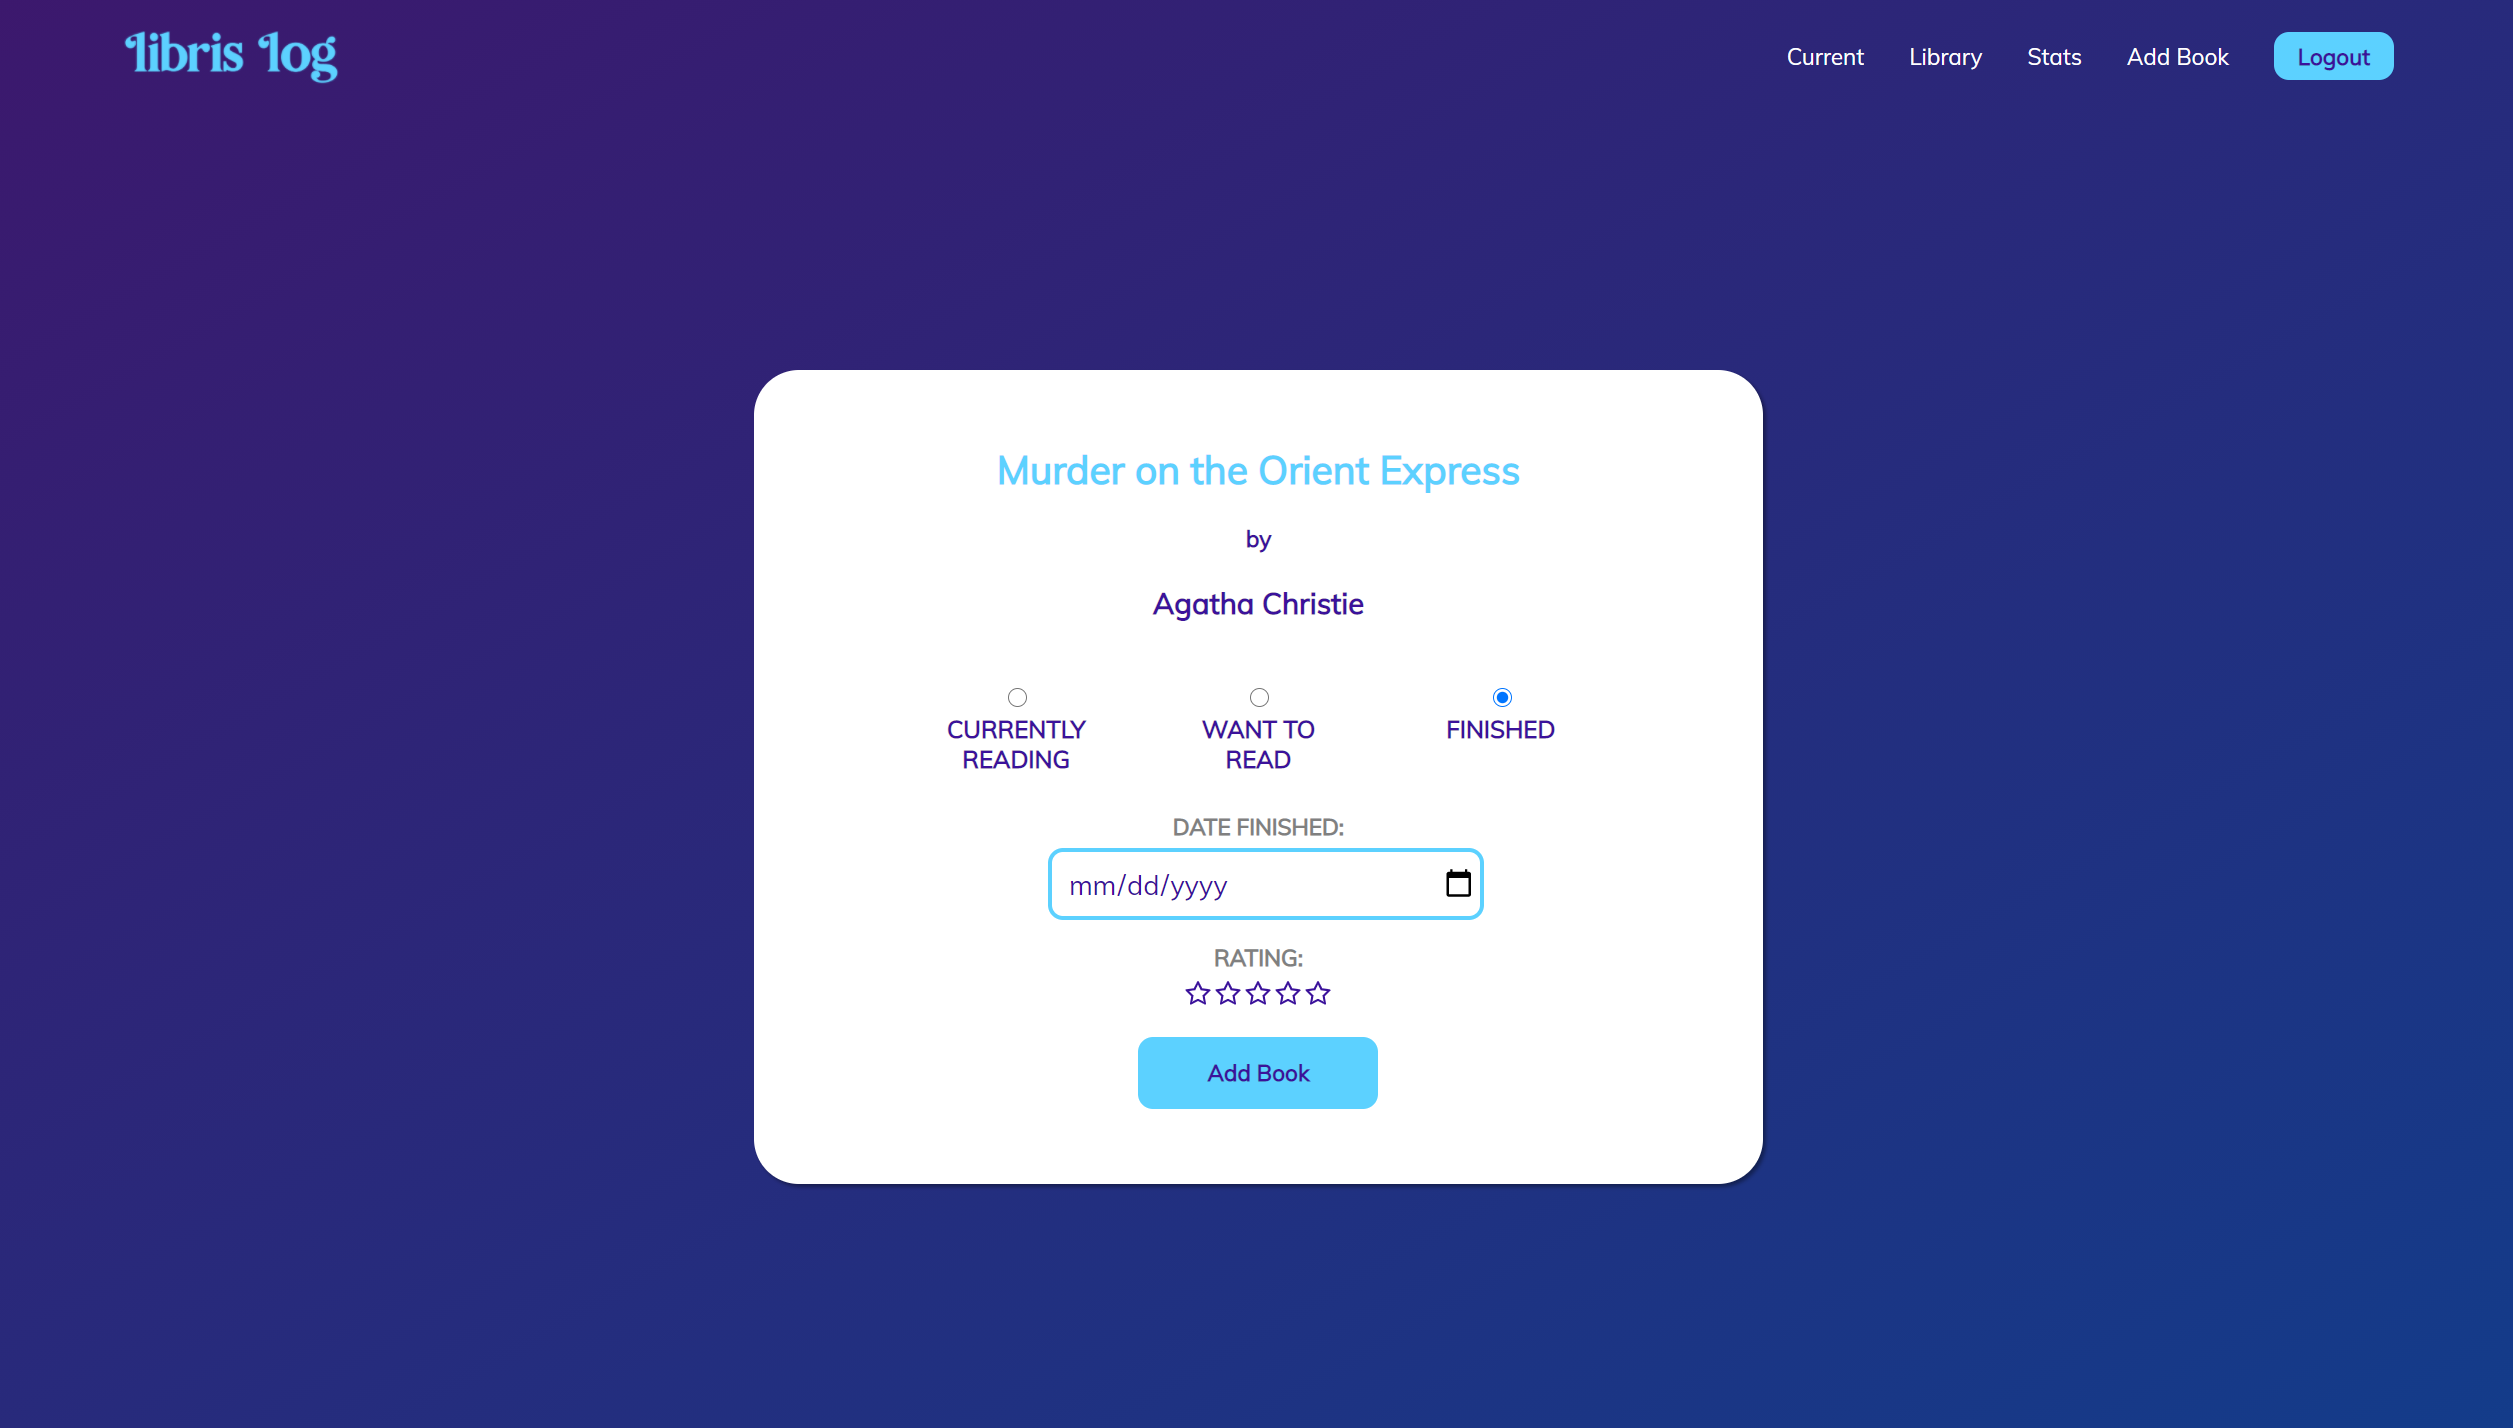 libris log
Current Library Stats Add Book Logout
Murder on the Orient Express
by
Agatha Christie
CURRENTLY READING
WANT TO READ
FINISHED
DATE FINISHED:
mm/dd/yyyy
RATING:
Add Book